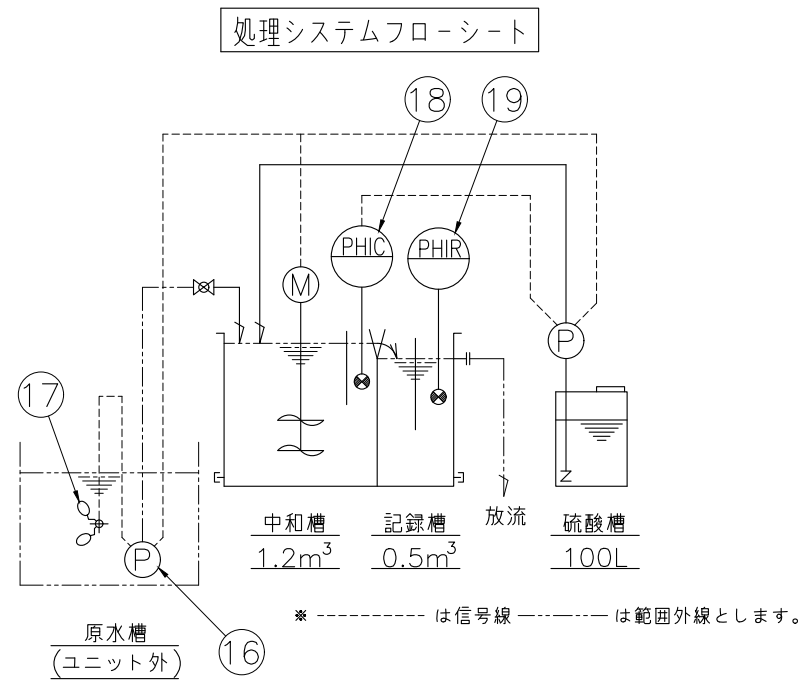 処理システムフローシート
18
19
PHIC
PHIR
M
P
17
P
16
放流
中和槽
1.2m³
記録槽
0.5m³
硫酸槽
100L
原水槽
(ユニット外)
※ ---------- は信号線 ―--―--― は範囲外線とします。